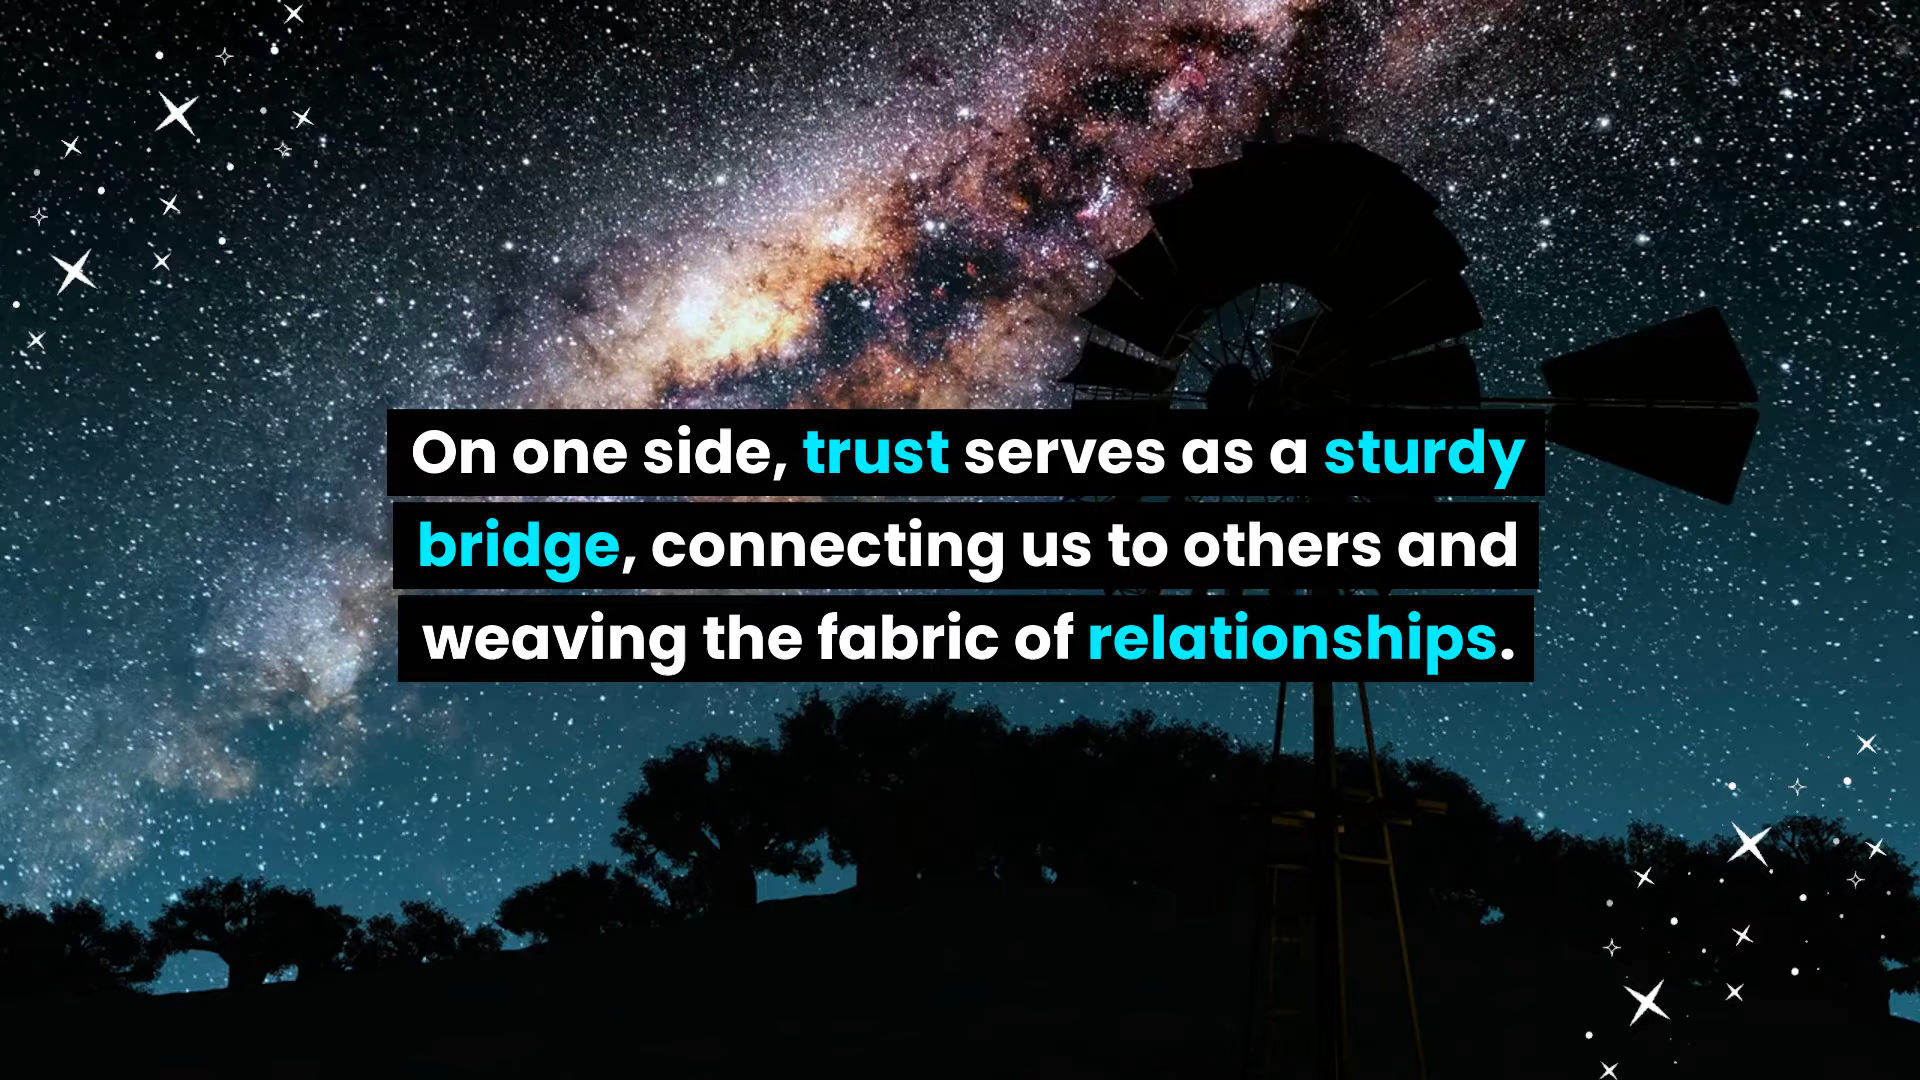 On one side, trust serves as a sturdy
bridge, connecting us to others and
weaving the fabric of relationships.